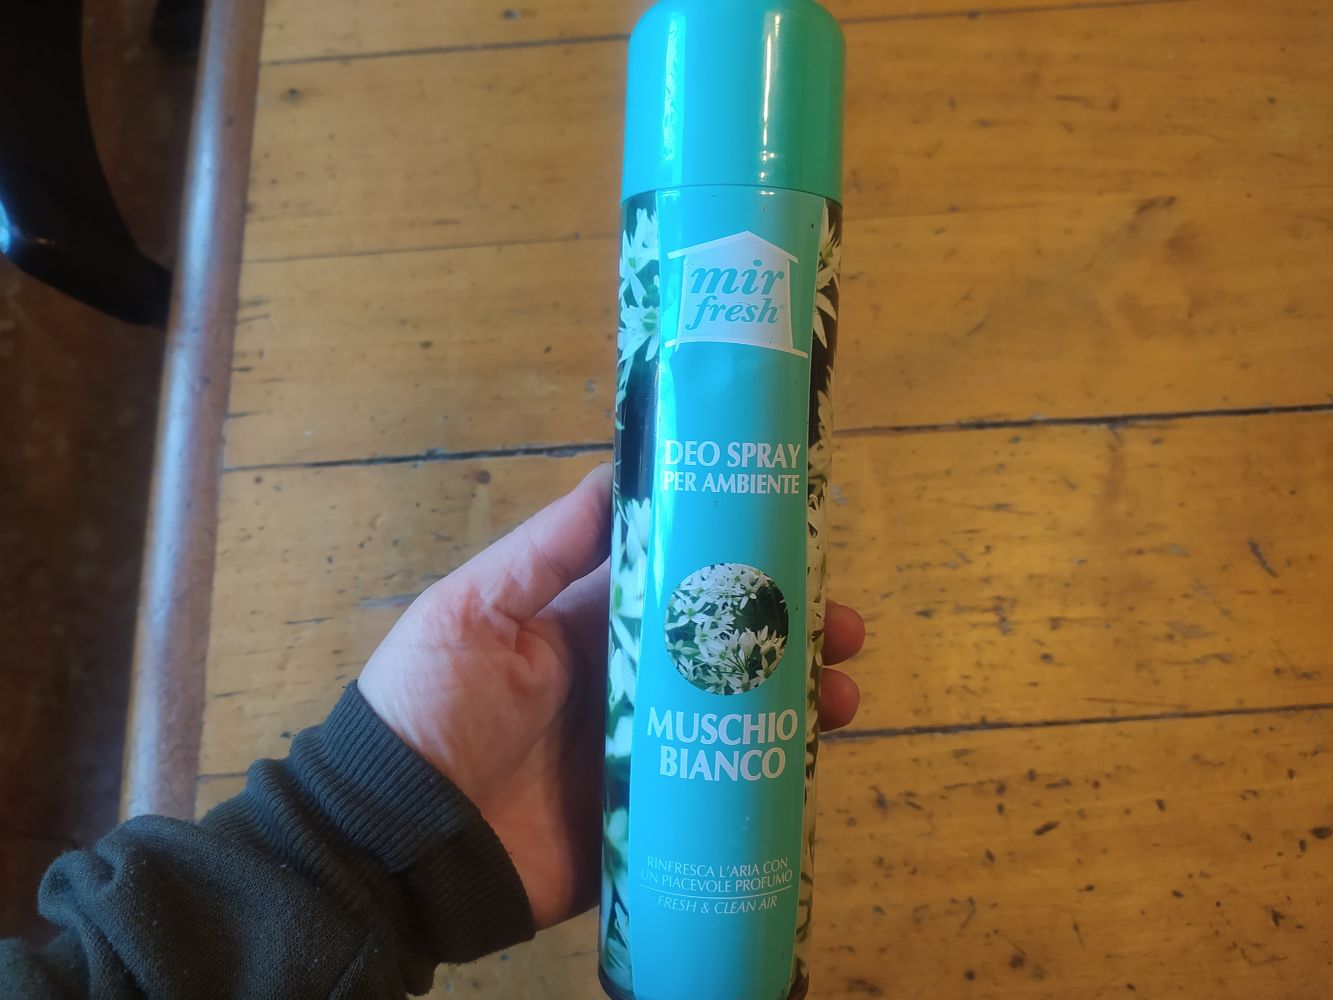 mir
fresh
DEO SPRAY
PER AMBIENTE
MUSCHIO
BIANCO
RINFRESCA L'ARIA CON
UN PIACEVOLE PROFUMO
FRESH & CLEAN AIR